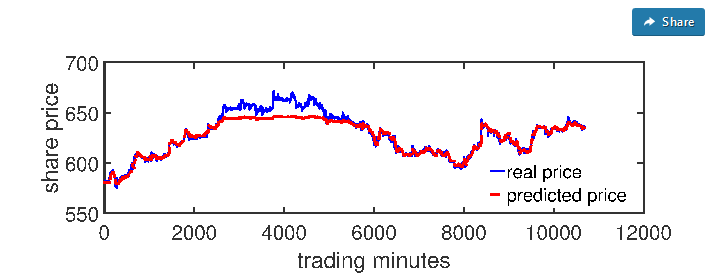 Share
700
650
600
550
share price
real price
predicted price
0 2000 4000 6000 8000 10000 12000
trading minutes